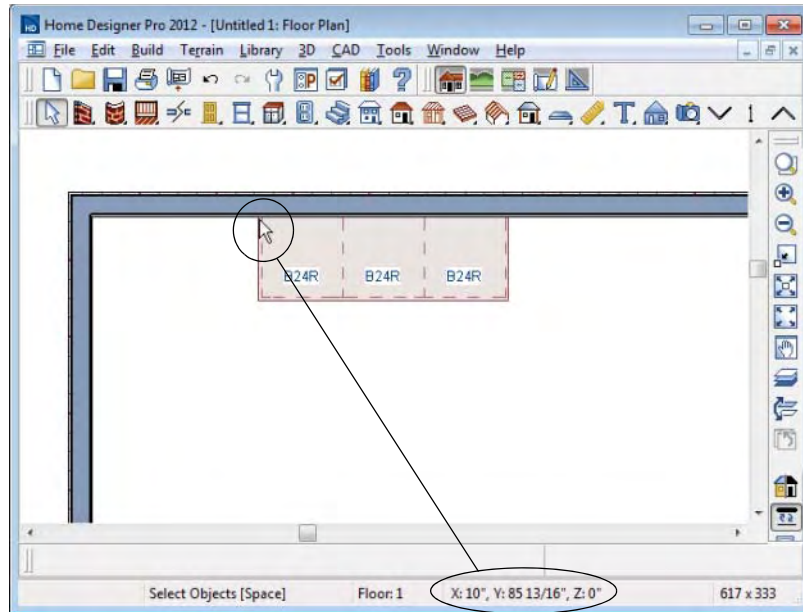 Home Designer Pro 2012 - [Untitled 1: Floor Plan]
File Edit Build Terrain Library 3D CAD Tools Window Help
1
B24R B24R B24R
Select Objects [Space] Floor: 1 X: 10", Y: 85 13/16", Z: 0" 617 x 333